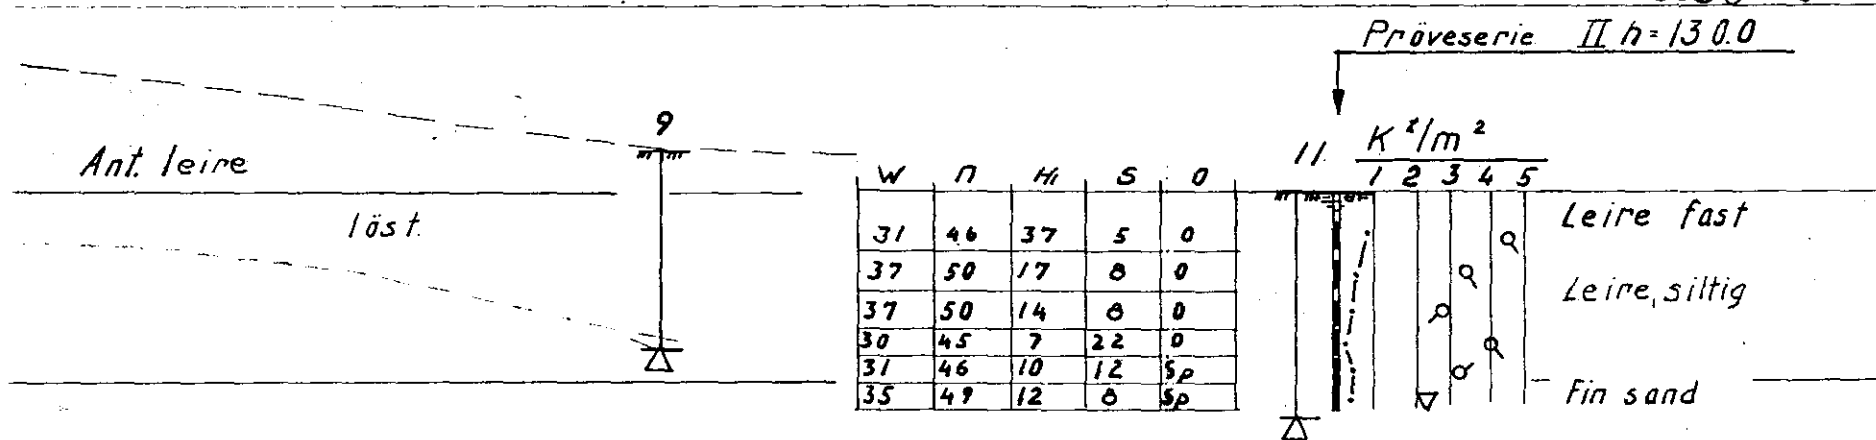 Pröveserie II h=130.0
9
11. K t/m²
Ant. leire
1 2 3 4 5
W n H₁ S O
löst.
Leire fast
31 46 37 5 0
37 50 17 8 0
Leire, siltig
37 50 14 8 0
30 45 7 22 0
31 46 10 12 Sp
35 49 12 8 Sp
Fin sand